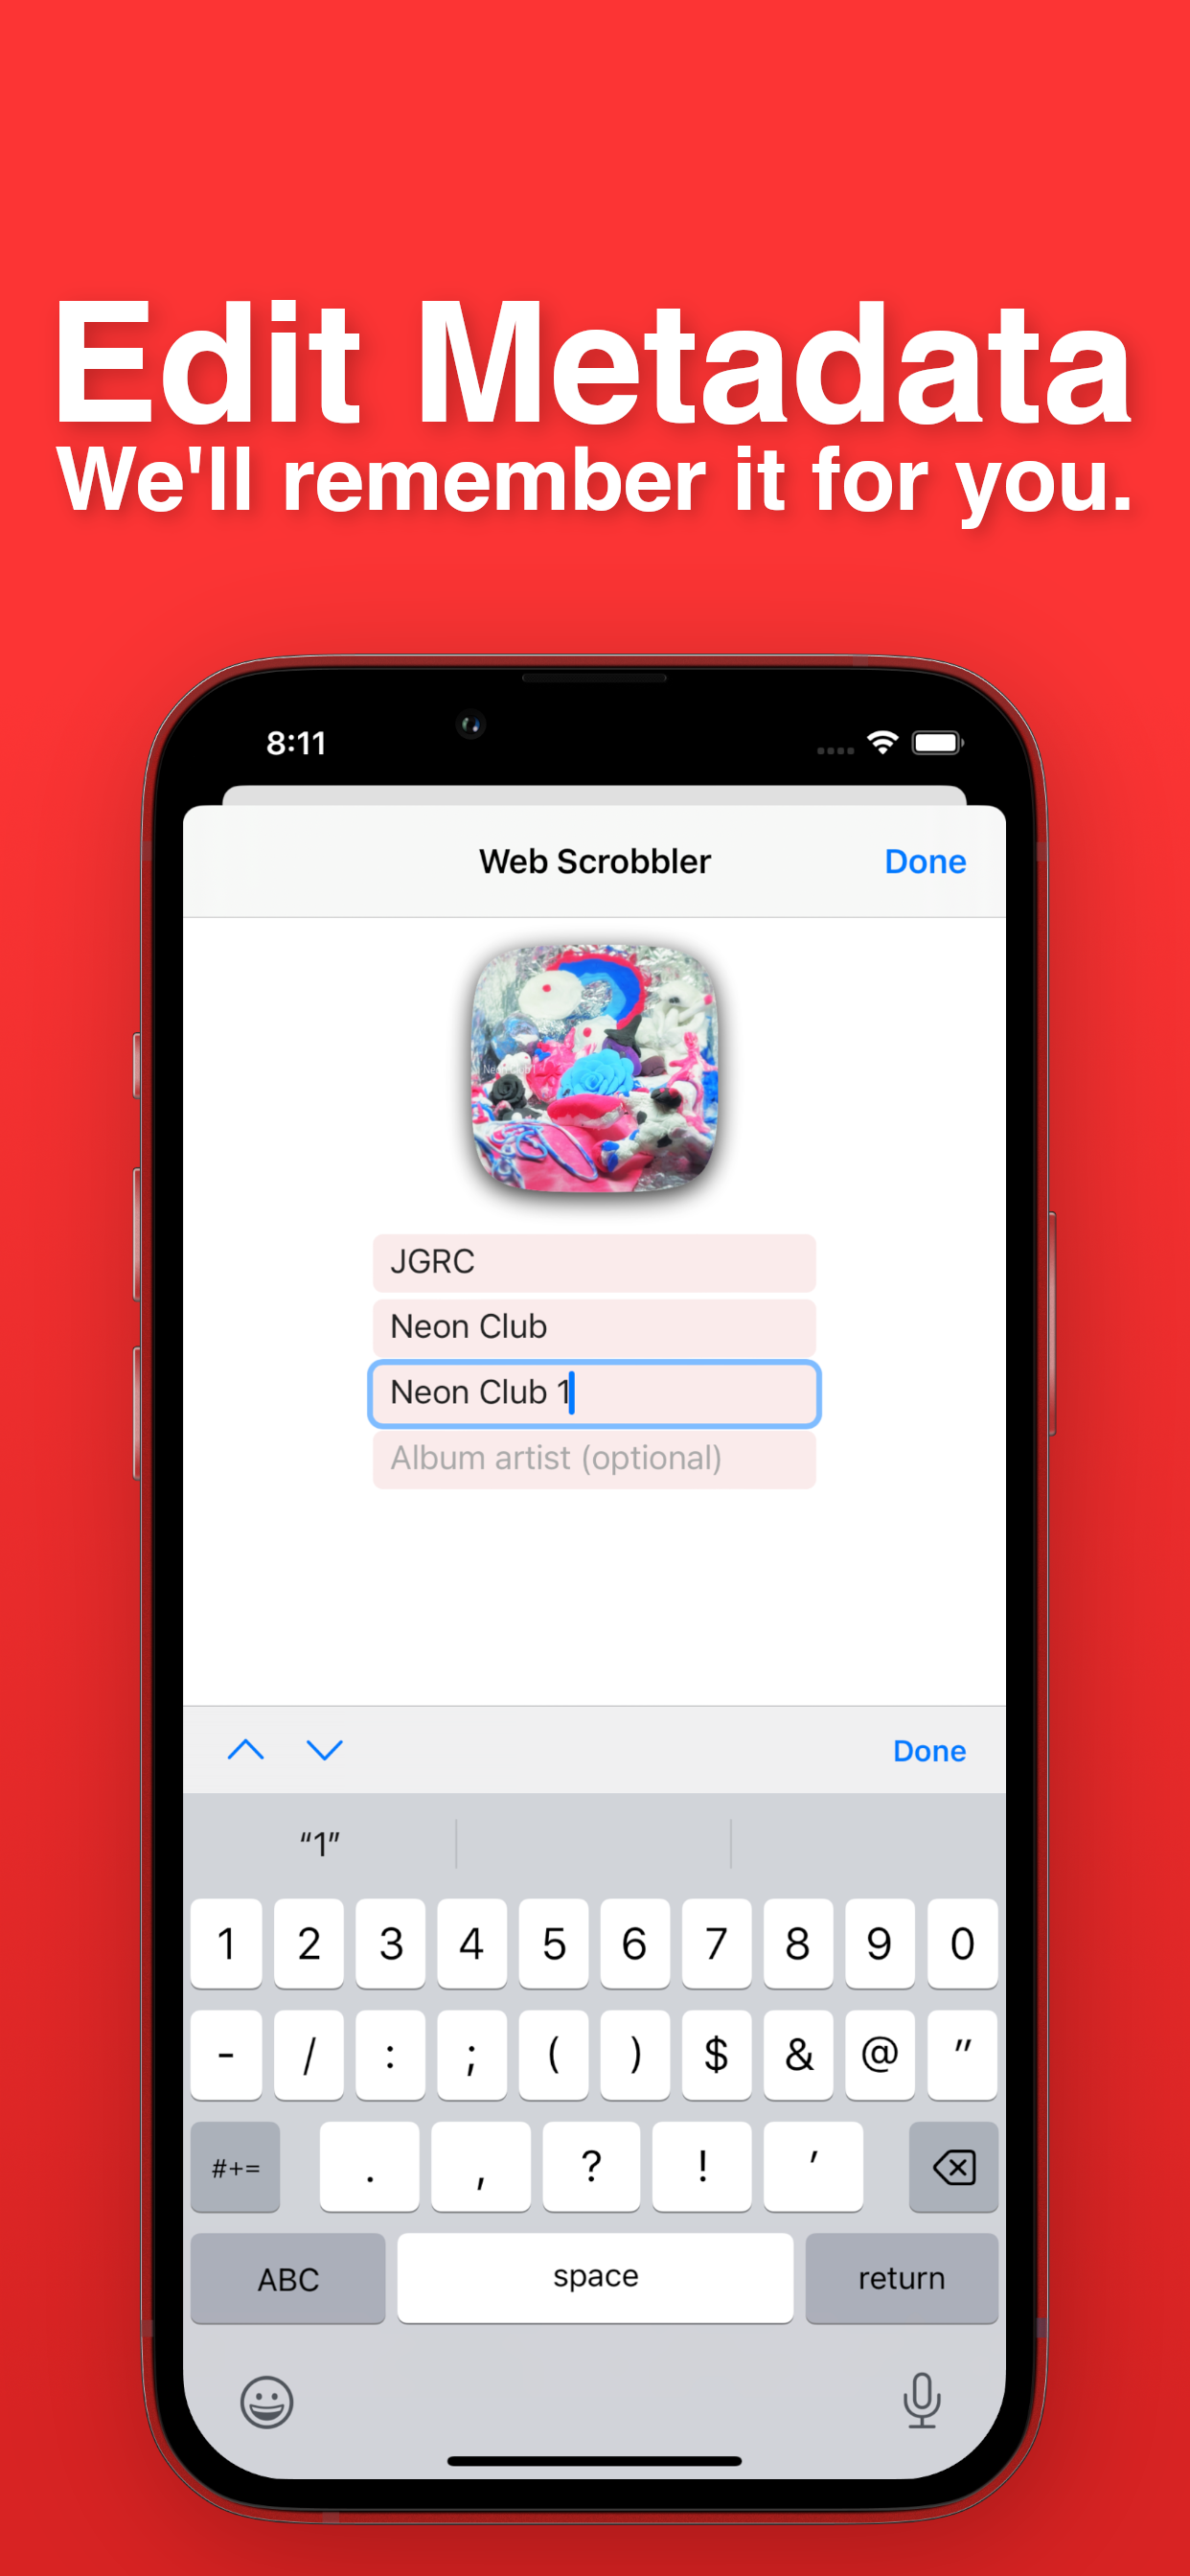 Edit Metadata
We'll remember it for you.
8:11
Web Scrobbler
Done
JGRC
Neon Club
Neon Club 1
Album artist (optional)
Done
“1”
1 2 3 4 5 6 7 8 9 0
- / : ; ( ) $ & @ "
#+= . , ? ! '
ABC space return